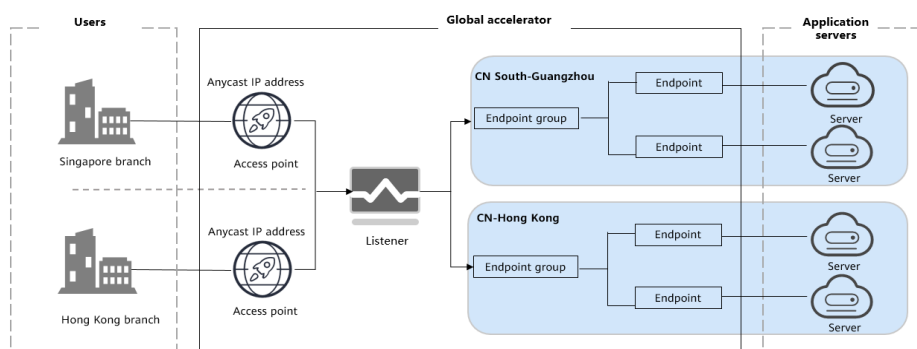 Users
Global accelerator
Application
servers
Anycast IP address
Access point
Singapore branch
Anycast IP address
Access point
Hong Kong branch
Listener
CN South-Guangzhou
Endpoint group
Endpoint
Endpoint
Server
Server
CN-Hong Kong
Endpoint group
Endpoint
Endpoint
Server
Server